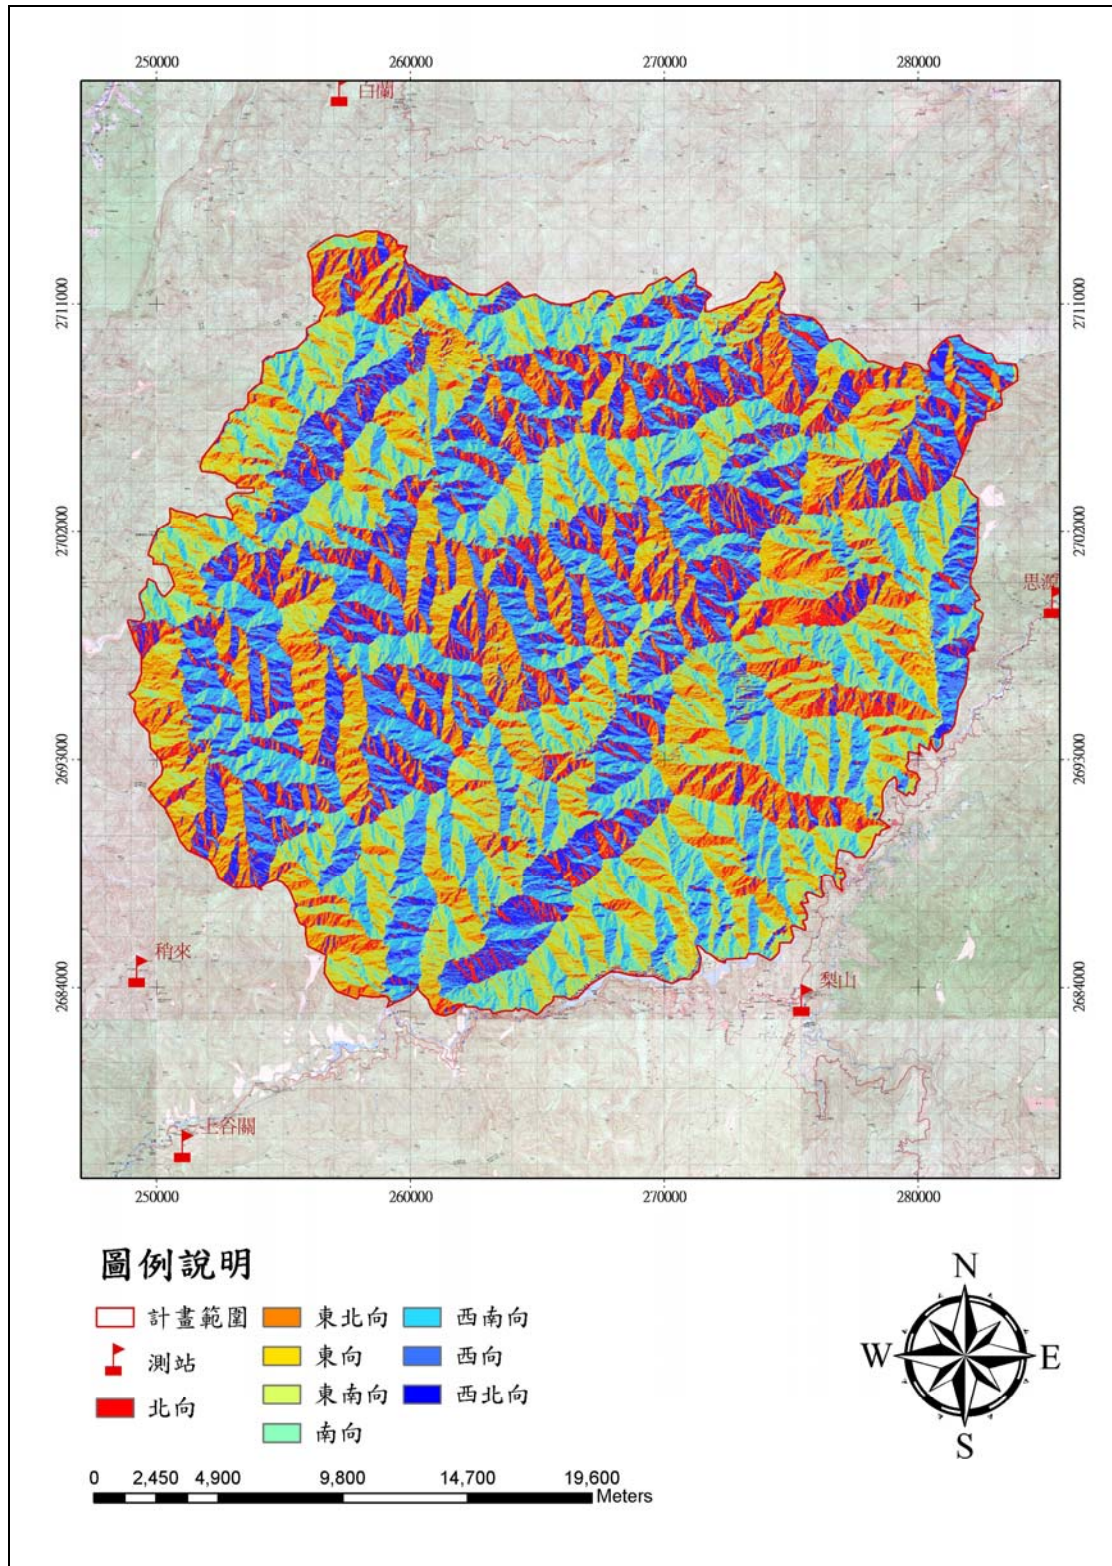 250000 260000 270000 280000
白蘭
2711000 2711000
2702000 2702000
思源
2693000 2693000
稍來
梨山
2684000 2684000
上谷關
250000 260000 270000 280000
圖例說明
計畫範圍 東北向 西南向
測站 東向 西向
北向 東南向 西北向
南向
N
W E
S
0 2,450 4,900 9,800 14,700 19,600
Meters